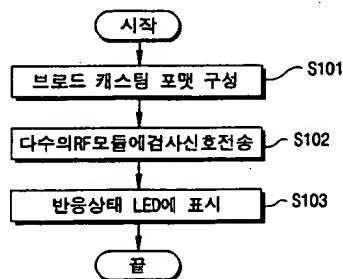 시작
브로드 캐스팅 포맷 구성
S101
다수의RF모듈에검사신호전송
S102
반응상태 LED에 표시
S103
끝